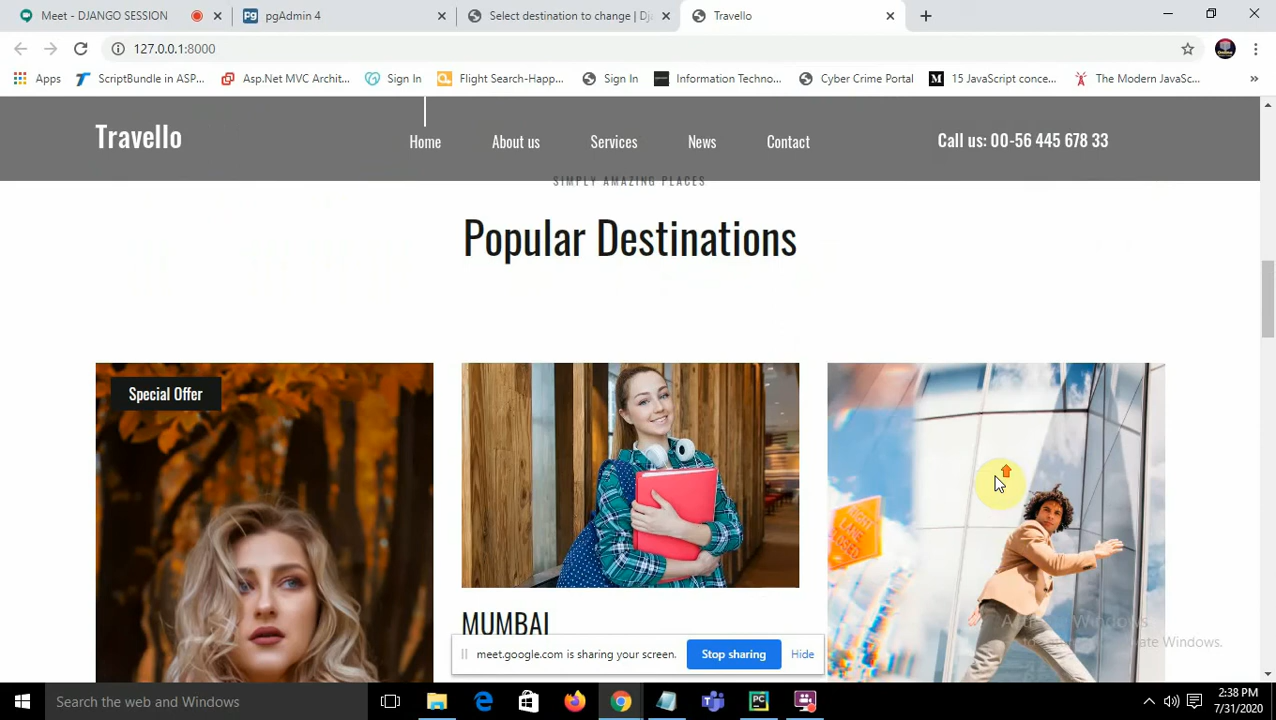 Meet - DJANGO SESSION
pgAdmin 4
Select destination to change | Dj
Travello
127.0.0.1:8000
Apps
ScriptBundle in ASP...
Asp.Net MVC Archit...
Sign In
Flight Search-Happ...
Sign In
Information Techno...
Cyber Crime Portal
15 JavaScript conce...
The Modern JavaSc...
Travello
Home
About us
Services
News
Contact
Call us: 00-56 445 678 33
SIMPLY AMAZING PLACES
Popular Destinations
Special Offer
MUMBAI
meet.google.com is sharing your screen.
Stop sharing
Hide
Search the web and Windows
2:38 PM
7/31/2020